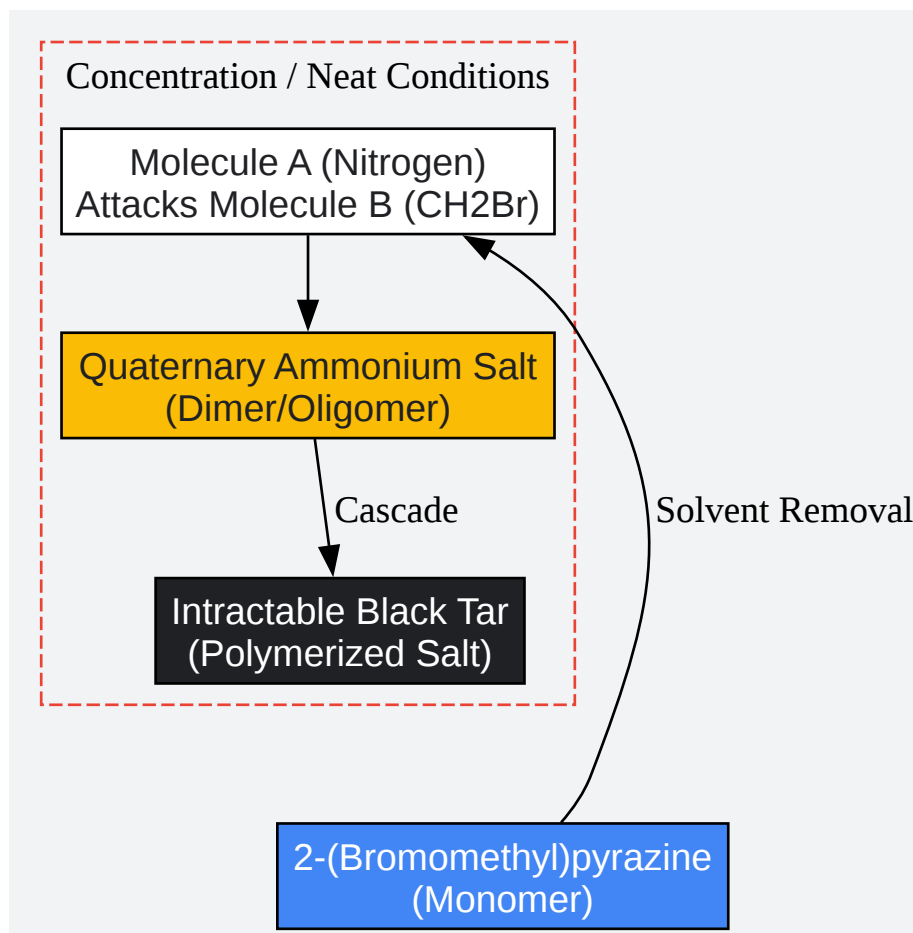 Concentration / Neat Conditions
Molecule A (Nitrogen)
Attacks Molecule B (CH2Br)
Quaternary Ammonium Salt
(Dimer/Oligomer)
Cascade
Solvent Removal
Intractable Black Tar
(Polymerized Salt)
2-(Bromomethyl)pyrazine
(Monomer)